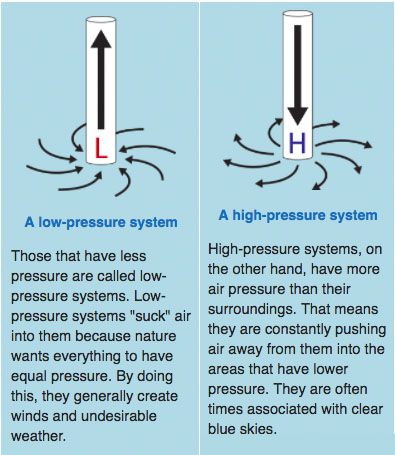 L
A low-pressure system
Those that have less
pressure are called low-
pressure systems. Low-
pressure systems "suck" air
into them because nature
wants everything to have
equal pressure. By doing
this, they generally create
winds and undesirable
weather.
H
A high-pressure system
High-pressure systems, on
the other hand, have more
air pressure than their
surroundings. That means
they are constantly pushing
air away from them into the
areas that have lower
pressure. They are often
times associated with clear
blue skies.